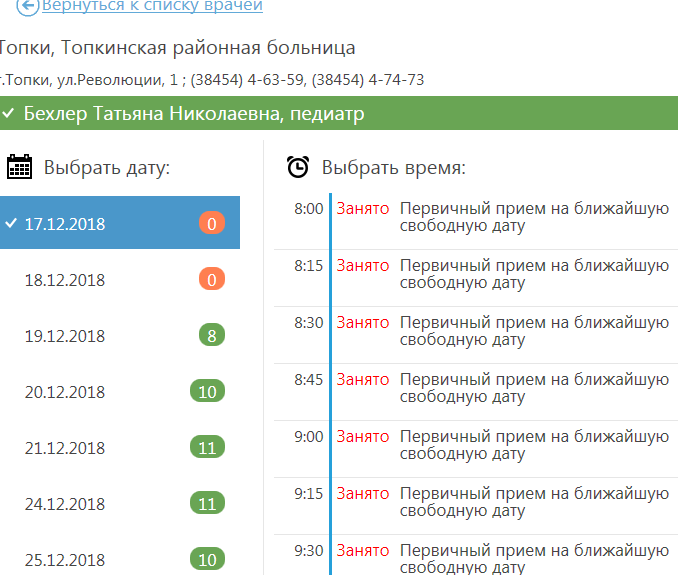 Вернуться к списку врачей
Топки, Топкинская районная больница
г.Топки, ул.Революции, 1 ; (38454) 4-63-59, (38454) 4-74-73
Бехлер Татьяна Николаевна, педиатр
Выбрать дату:
17.12.2018 0
18.12.2018 0
19.12.2018 8
20.12.2018 10
21.12.2018 11
24.12.2018 11
25.12.2018 10
Выбрать время:
8:00 Занято Первичный прием на ближайшую
свободную дату
8:15 Занято Первичный прием на ближайшую
свободную дату
8:30 Занято Первичный прием на ближайшую
свободную дату
8:45 Занято Первичный прием на ближайшую
свободную дату
9:00 Занято Первичный прием на ближайшую
свободную дату
9:15 Занято Первичный прием на ближайшую
свободную дату
9:30 Занято Первичный прием на ближайшую
свободную дату